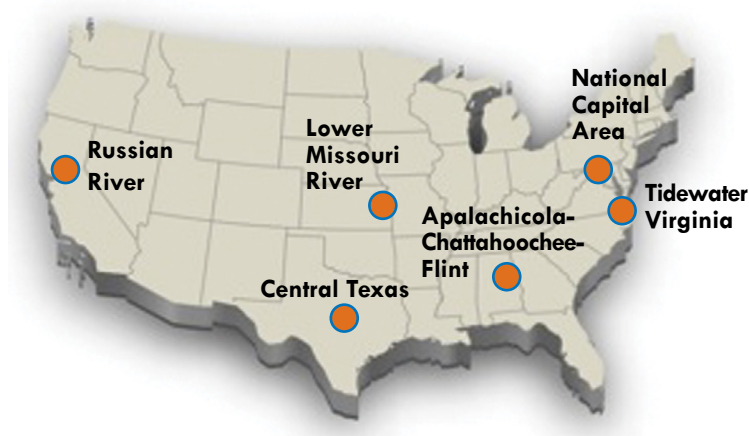 National
Capital
Area
Russian
River
Lower
Missouri
River
Tidewater
Virginia
Apalachicola-
Chattahoochee-
Flint
Central Texas